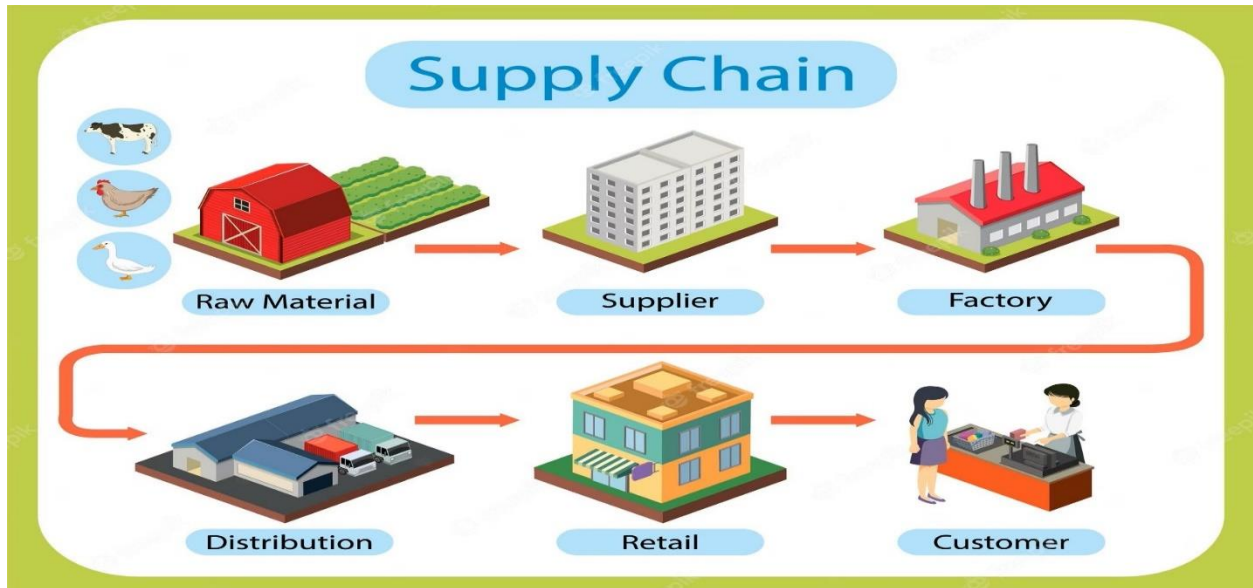 Supply Chain
Raw Material
Supplier
Factory
Distribution
Retail
Customer